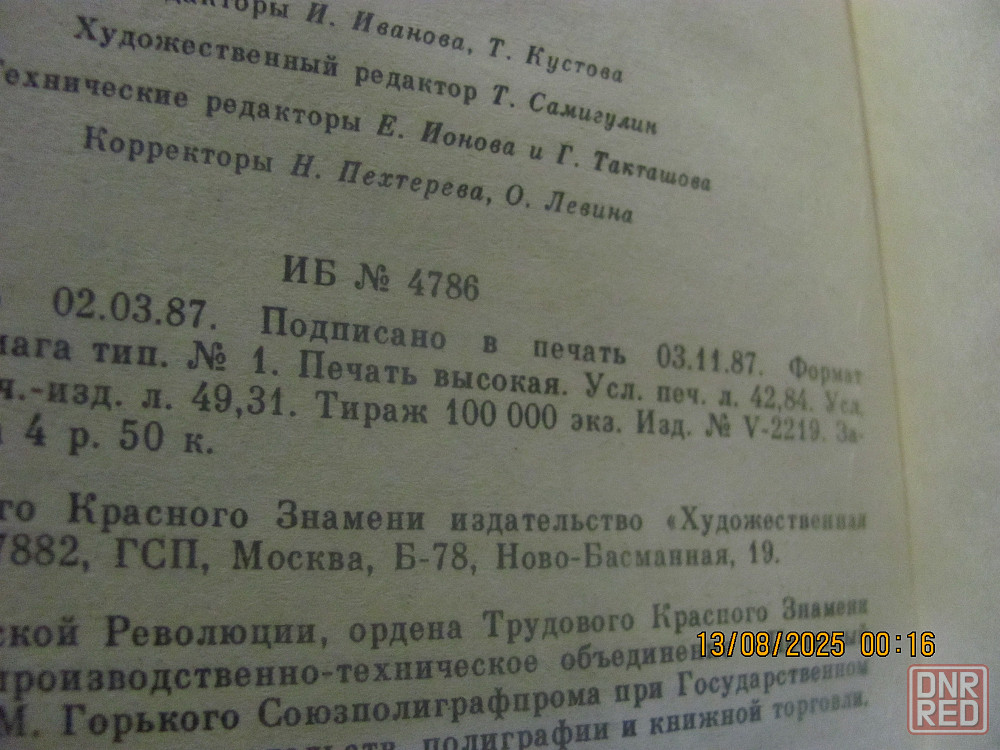 И. Иванова, Т. Кустова
Художественный редактор Т. Самигулин
Технические редакторы Е. Ионова и Г. Такташова
Корректоры Н. Пехтерева, О. Левина
ИБ № 4786
02.03.87. Подписано в печать 03.11.87. Формат
мага тип. № 1. Печать высокая. Усл. печ. л. 42,84. Усл.
ч.-изд. л. 49,31. Тираж 100 000 экз. Изд. № V-2219. За-
4 р. 50 к.
го Красного Знамени издательство «Художественная
7882, ГСП, Москва, Б-78, Ново-Басманная, 19.
ской Революции, ордена Трудового Красного Знамени
производственно-техническое
М. Горького Союзполиграфпрома при Государственном
полиграфии и книжной торговли.
13/08/2025 00:16
DNR
RED